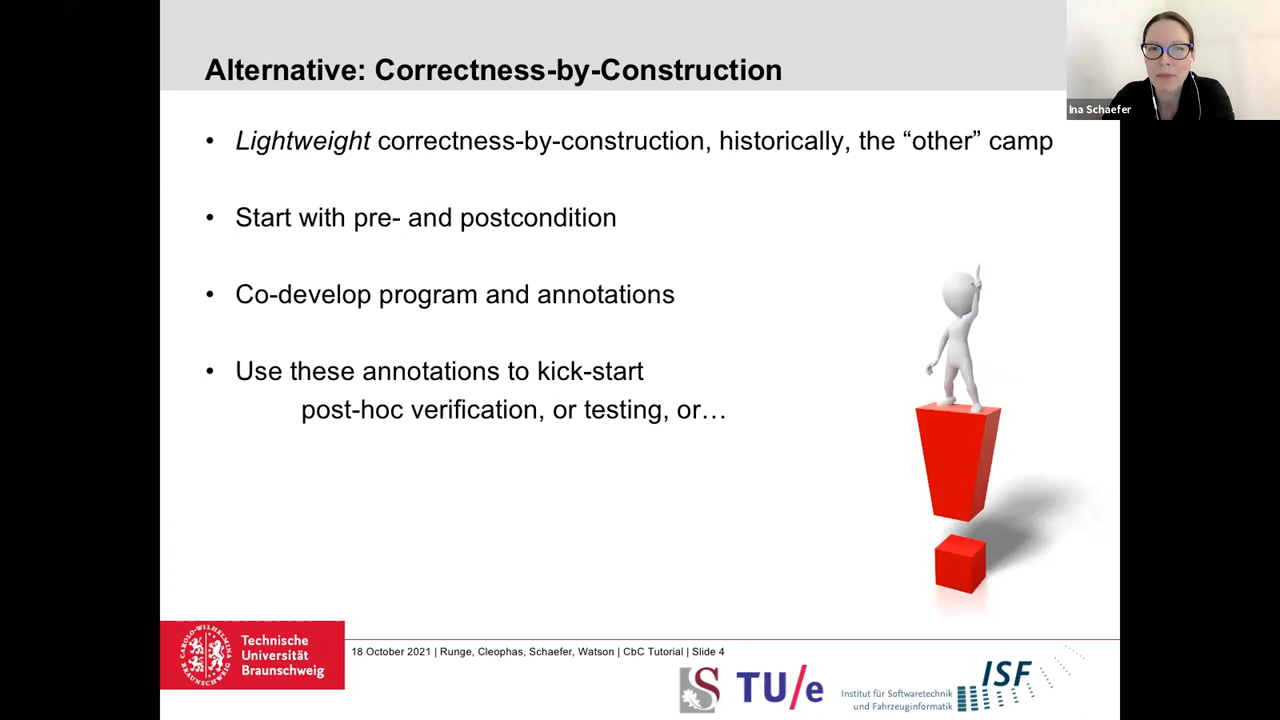 Alternative: Correctness-by-Construction
Ina Schaefer
• Lightweight correctness-by-construction, historically, the “other” camp
• Start with pre- and postcondition
• Co-develop program and annotations
• Use these annotations to kick-start
post-hoc verification, or testing, or…
CAROLO-WILHELMINA
BRAUNSCHWEIG
Technische
Universität
Braunschweig
18 October 2021 | Runge, Cleophas, Schaefer, Watson | CbC Tutorial | Slide 4
S
TU/e
ISF
Institut für Softwaretechnik
und Fahrzeuginformatik